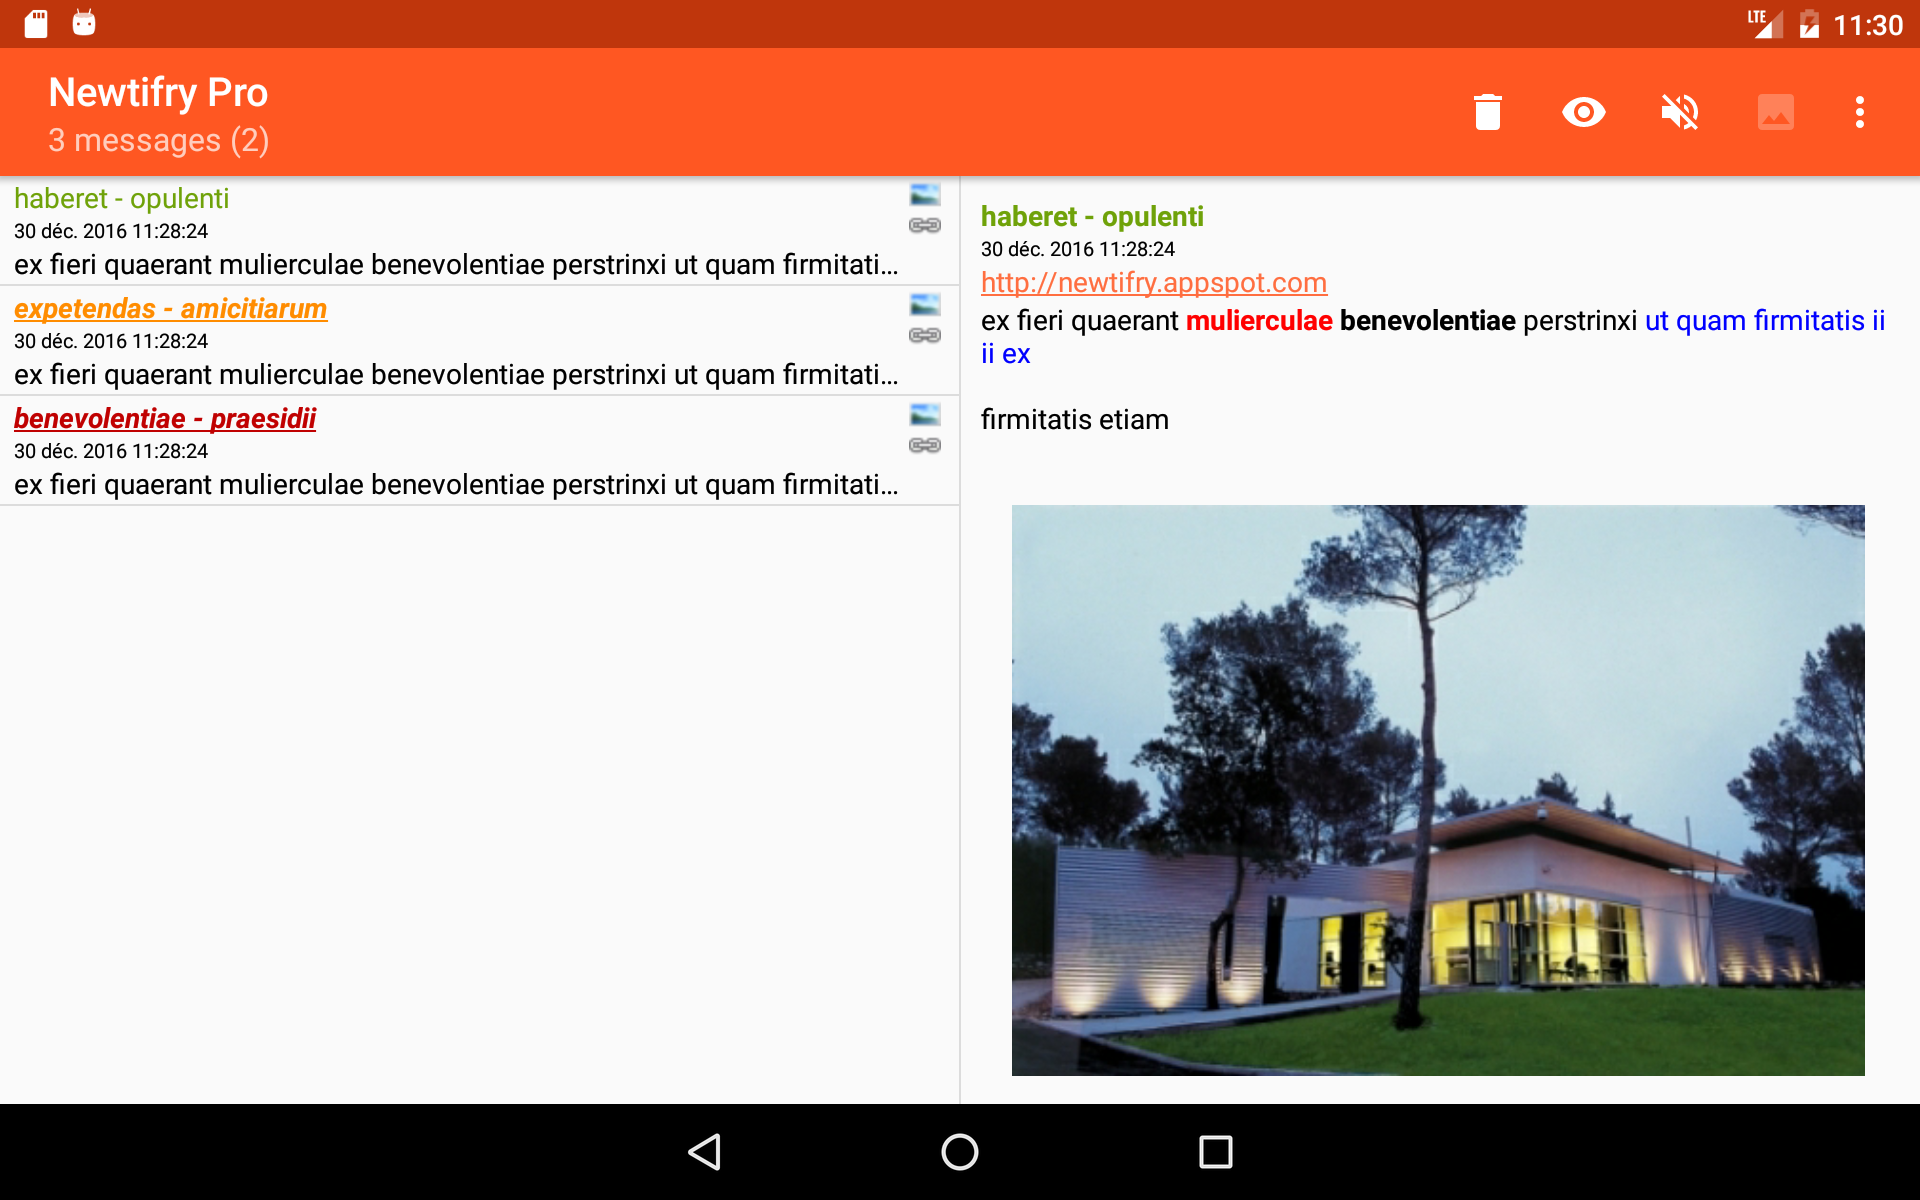 LTE 11:30
Newtifry Pro
3 messages (2)
haberet - opulenti
30 déc. 2016 11:28:24
ex fieri quaerant mulierculae benevolentiae perstrinxi ut quam firmitati...
expetendas - amicitiarum
30 déc. 2016 11:28:24
ex fieri quaerant mulierculae benevolentiae perstrinxi ut quam firmitati...
benevolentiae - praesidii
30 déc. 2016 11:28:24
ex fieri quaerant mulierculae benevolentiae perstrinxi ut quam firmitati...
haberet - opulenti
30 déc. 2016 11:28:24
http://newtifry.appspot.com
ex fieri quaerant mulierculae benevolentiae perstrinxi ut quam firmitatis ii
ii ex
firmitatis etiam